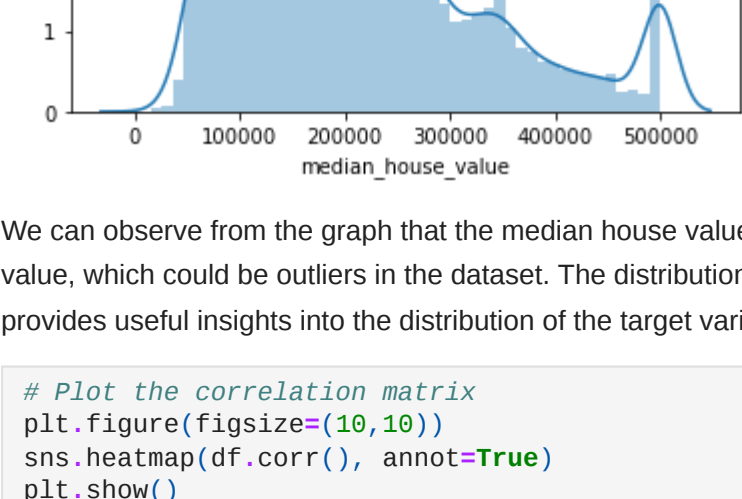 1
0
0 100000 200000 300000 400000 500000
median_house_value
We can observe from the graph that the median house value
value, which could be outliers in the dataset. The distribution
provides useful insights into the distribution of the target vari
# Plot the correlation matrix
plt.figure(figsize=(10,10))
sns.heatmap(df.corr(), annot=True)
plt.show()